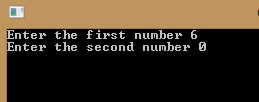 Enter the first number 6
Enter the second number 0